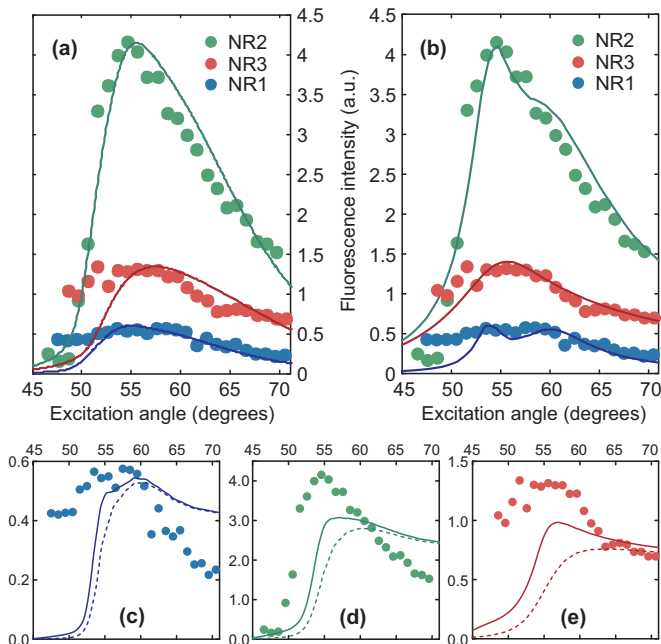 (a)
NR2
NR3
NR1
4.5
4
3.5
3
2.5
2
1.5
1
0.5
0
45 50 55 60 65 70
Excitation angle (degrees)
Fluorescence intensity (a.u.)
(b)
NR2
NR3
NR1
4.5
4
3.5
3
2.5
2
1.5
1
0.5
0
45 50 55 60 65 70
Excitation angle (degrees)
45 50 55 60 65 70
0.6
0.4
0.2
0.0
(c)
45 50 55 60 65 70
4.0
3.0
2.0
1.0
0.0
(d)
45 50 55 60 65 70
1.5
1.0
0.5
0.0
(e)